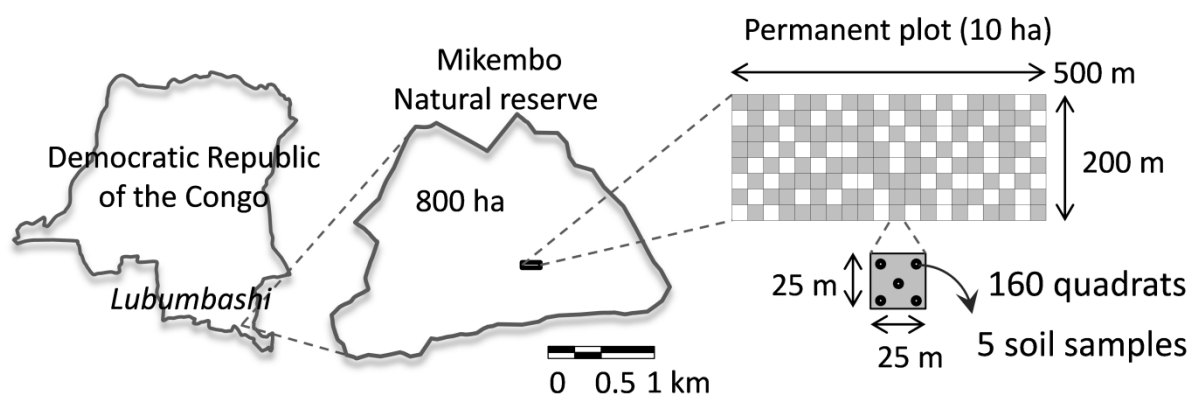 Democratic Republic
of the Congo
Lubumbashi
Mikembo
Natural reserve
800 ha
0 0.5 1 km
Permanent plot (10 ha)
500 m
200 m
25 m
25 m
160 quadrats
5 soil samples